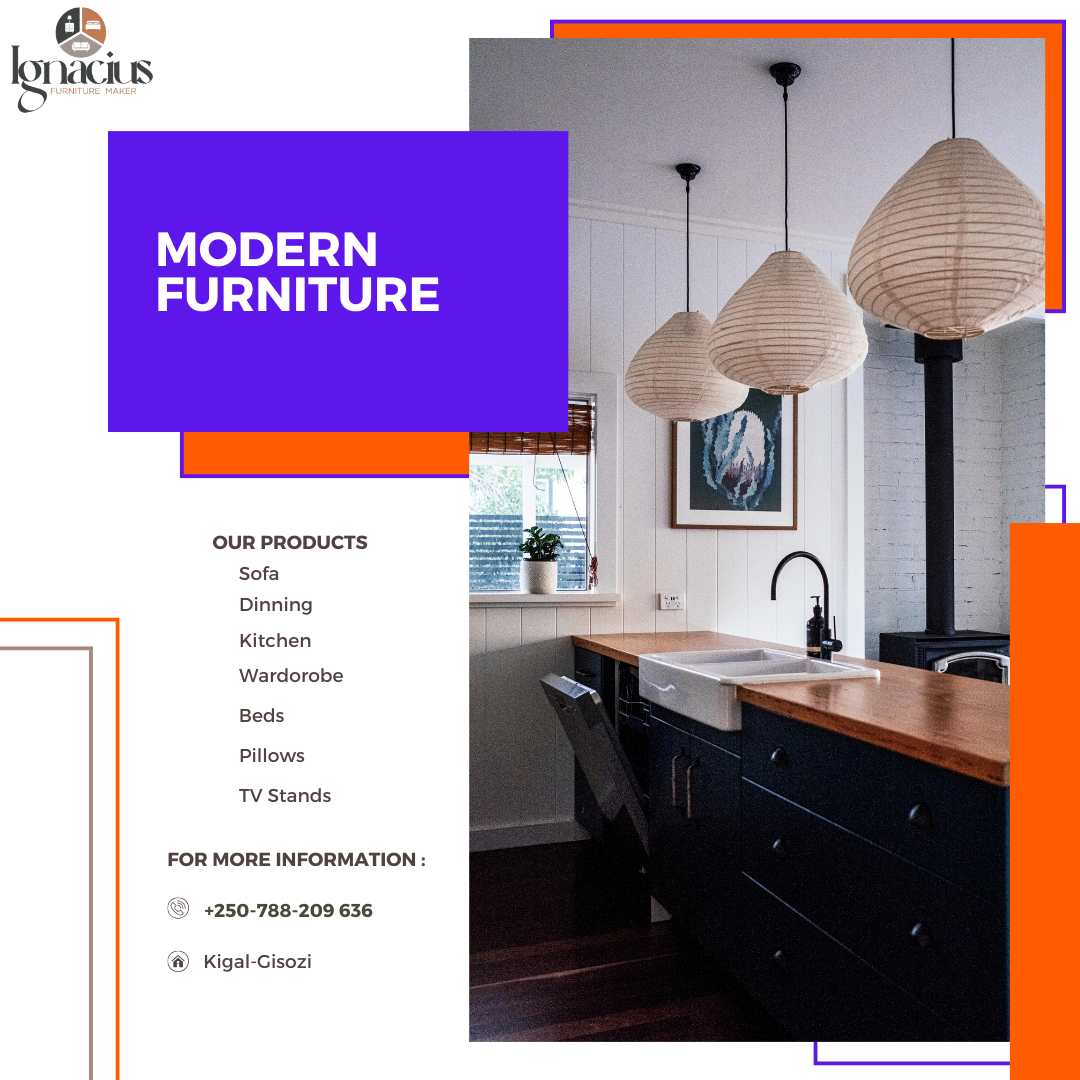 Ignacius
FURNITURE MAKER
MODERN
FURNITURE
OUR PRODUCTS
Sofa
Dinning
Kitchen
Wardorobe
Beds
Pillows
TV Stands
FOR MORE INFORMATION :
+250-788-209 636
Kigal-Gisozi